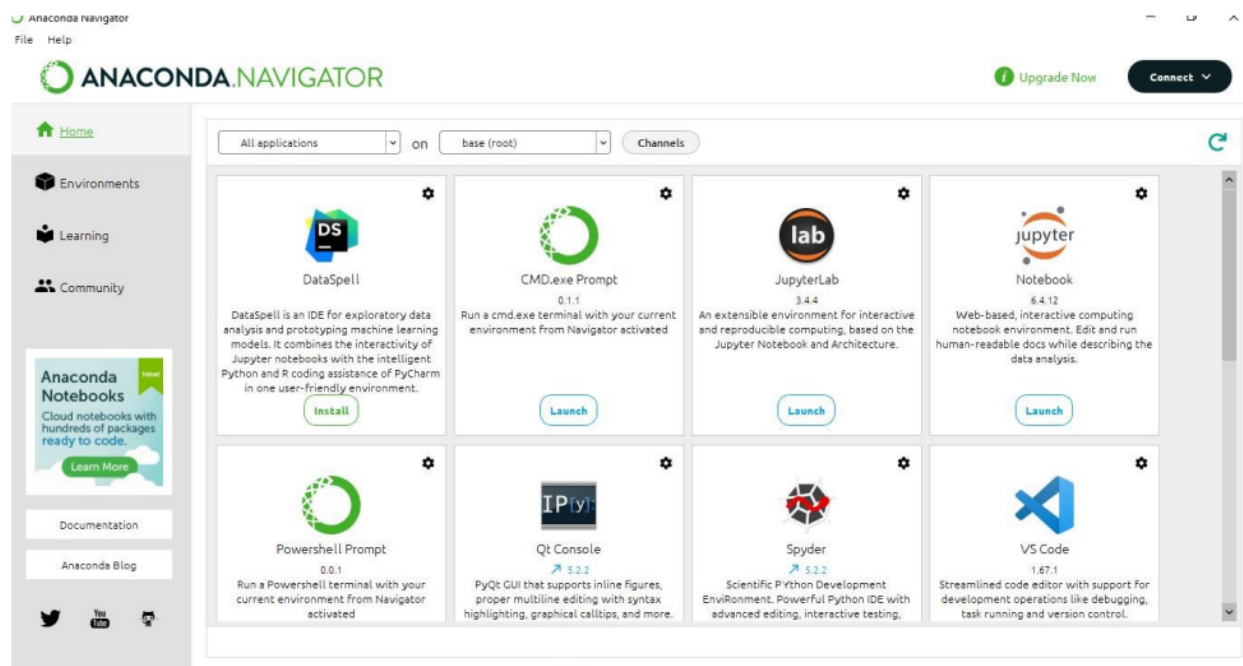 Anaconda Navigator
File Help
ANACONDA.NAVIGATOR
Upgrade Now
Connect
Home
Environments
Learning
Community
Anaconda
Notebooks
New!
Cloud notebooks with
hundreds of packages
ready to code.
Learn More
Documentation
Anaconda Blog
You
Tube
All applications on base (root) Channels
DS
DataSpell
DataSpell is an IDE for exploratory data
analysis and prototyping machine learning
models. It combines the interactivity of
Jupyter notebooks with the intelligent
Python and R coding assistance of PyCharm
in one user-friendly environment.
Install
CMD.exe Prompt
0.1.1
Run a cmd.exe terminal with your current
environment from Navigator activated
Launch
lab
JupyterLab
3.4.4
An extensible environment for interactive
and reproducible computing, based on the
Jupyter Notebook and Architecture.
Launch
jupyter
Notebook
6.4.12
Web-based, interactive computing
notebook environment. Edit and run
human-readable docs while describing the
data analysis.
Launch
Powershell Prompt
0.0.1
Run a Powershell terminal with your
current environment from Navigator
activated
IP[y]:
Qt Console
5.2.2
PyQt GUI that supports inline figures,
proper multiline editing with syntax
highlighting, graphical calltips, and more.
Spyder
5.2.2
Scientific PYthon Development
EnviRonment. Powerful Python IDE with
advanced editing, interactive testing,
VS Code
1.67.1
Streamlined code editor with support for
development operations like debugging,
task running and version control.